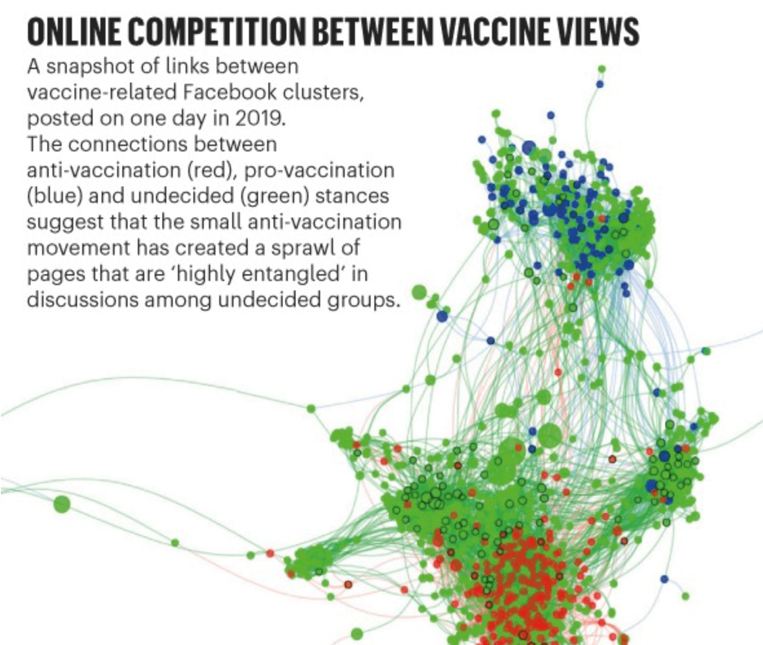 ONLINE COMPETITION BETWEEN VACCINE VIEWS
A snapshot of links between
vaccine-related Facebook clusters,
posted on one day in 2019.
The connections between
anti-vaccination (red), pro-vaccination
(blue) and undecided (green) stances
suggest that the small anti-vaccination
movement has created a sprawl of
pages that are ‘highly entangled’ in
discussions among undecided groups.